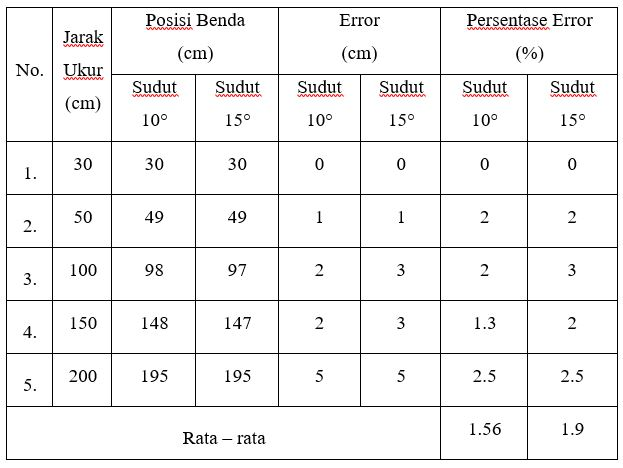 No. Jarak Ukur (cm) Posisi Benda (cm) Error (cm) Persentase Error (%)
Sudut 10° Sudut 15° Sudut 10° Sudut 15° Sudut 10° Sudut 15°
1. 30 30 30 0 0 0 0
2. 50 49 49 1 1 2 2
3. 100 98 97 2 3 2 3
4. 150 148 147 2 3 1.3 2
5. 200 195 195 5 5 2.5 2.5
Rata – rata 1.56 1.9